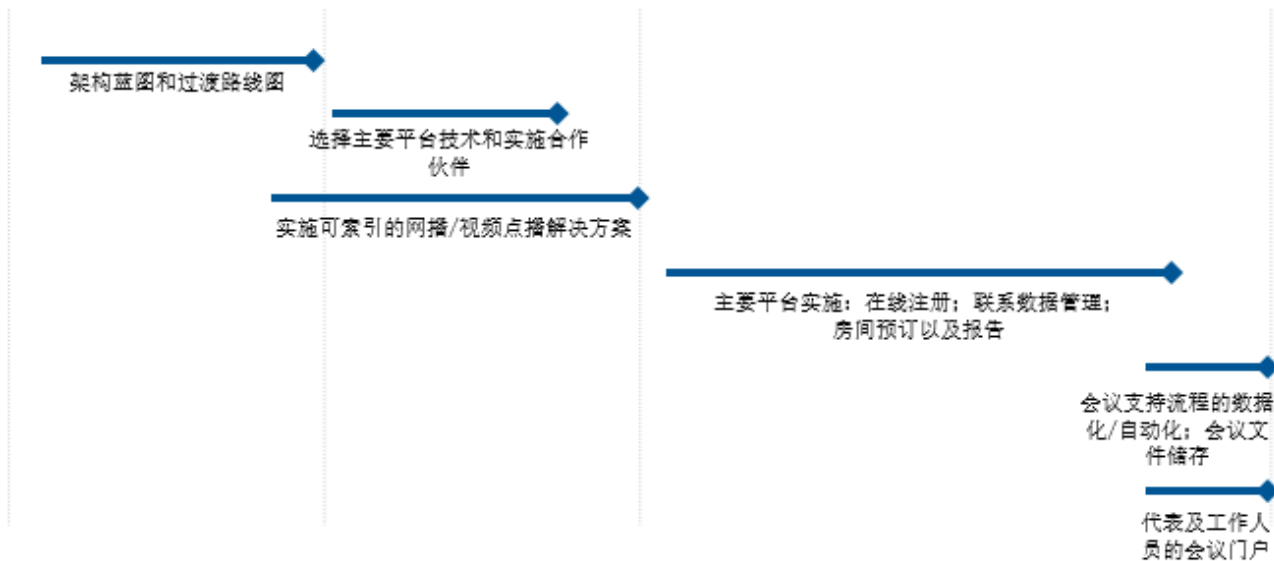 架构蓝图和过渡路线图
选择主要平台技术和实施合作
伙伴
实施可索引的网播/视频点播解决方案
主要平台实施：在线注册；联系数据管理；
房间预订以及报告
会议支持流程的数据
化/自动化；会议文
件储存
代表及工作人
员的会议门户